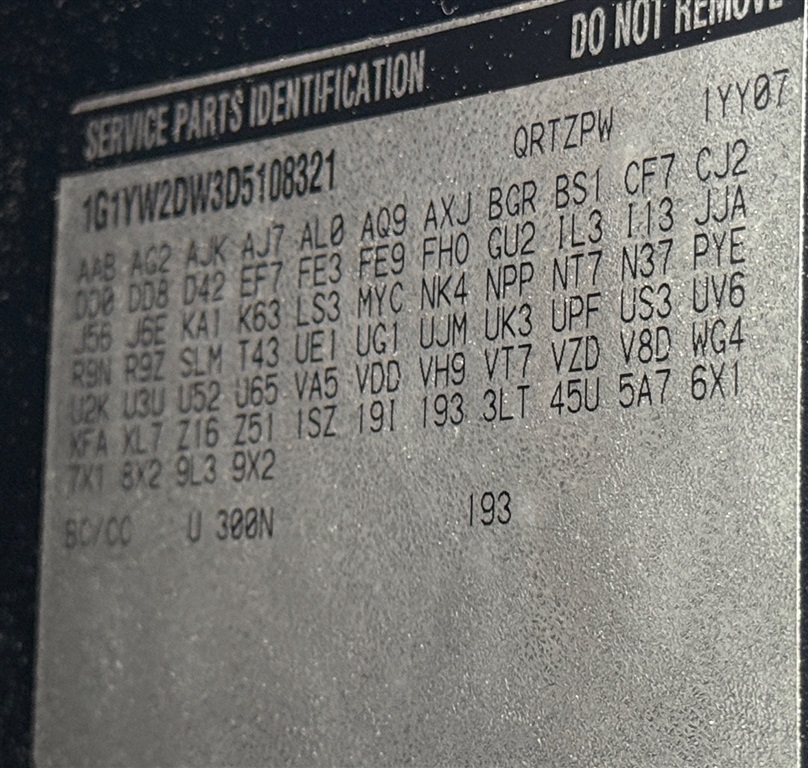 SERVICE PARTS IDENTIFICATION DO NOT REMOVE
1G1YW2DW3D5108321 QRTZPW 1YY07
AAB AG2 AJK AJ7 AL0 AQ9 AXJ BGR BS1 CF7 CJ2
DD0 DD8 D42 EF7 FE3 FE9 FHO GU2 IL3 I13 JJA
J56 J6E KA1 K63 LS3 MYC NK4 NPP NT7 N37 PYE
R9N R9Z SLM T43 UE1 UG1 UJM UK3 UPF US3 UV6
U2K U3U U52 U65 VA5 VDD VH9 VT7 VZD V8D WG4
XFA XL7 Z16 Z51 1SZ 19I 193 3LT 45U 5A7 6X1
7X1 8X2 9L3 9X2
BC/CC U 300N 193